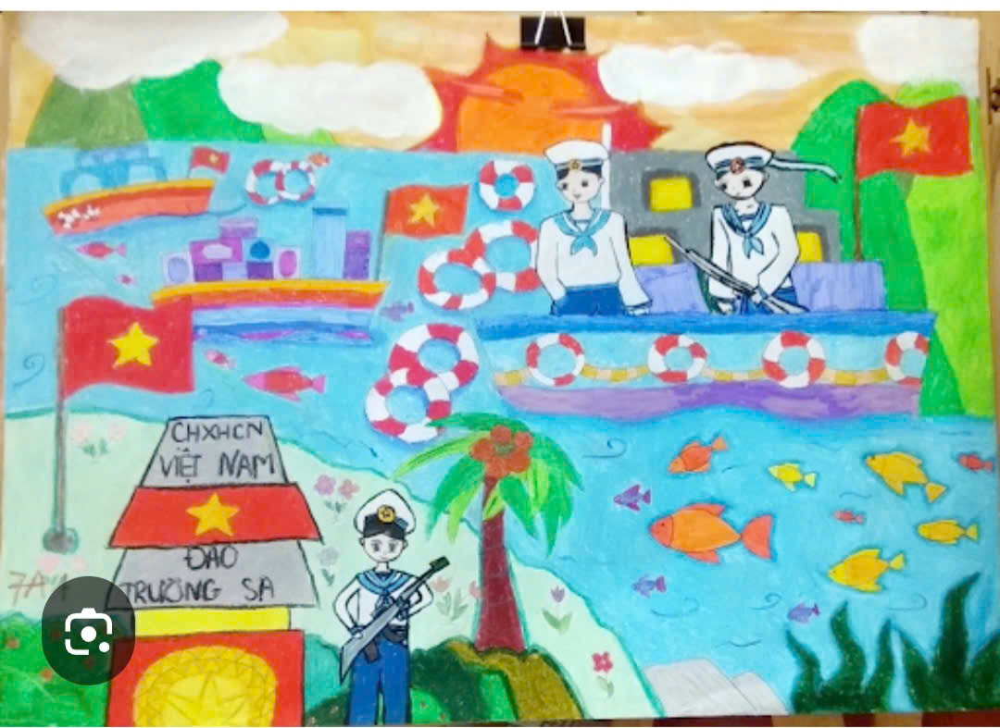 CHXHCN
VIỆT NAM
ĐẢO
TRƯỜNG SA